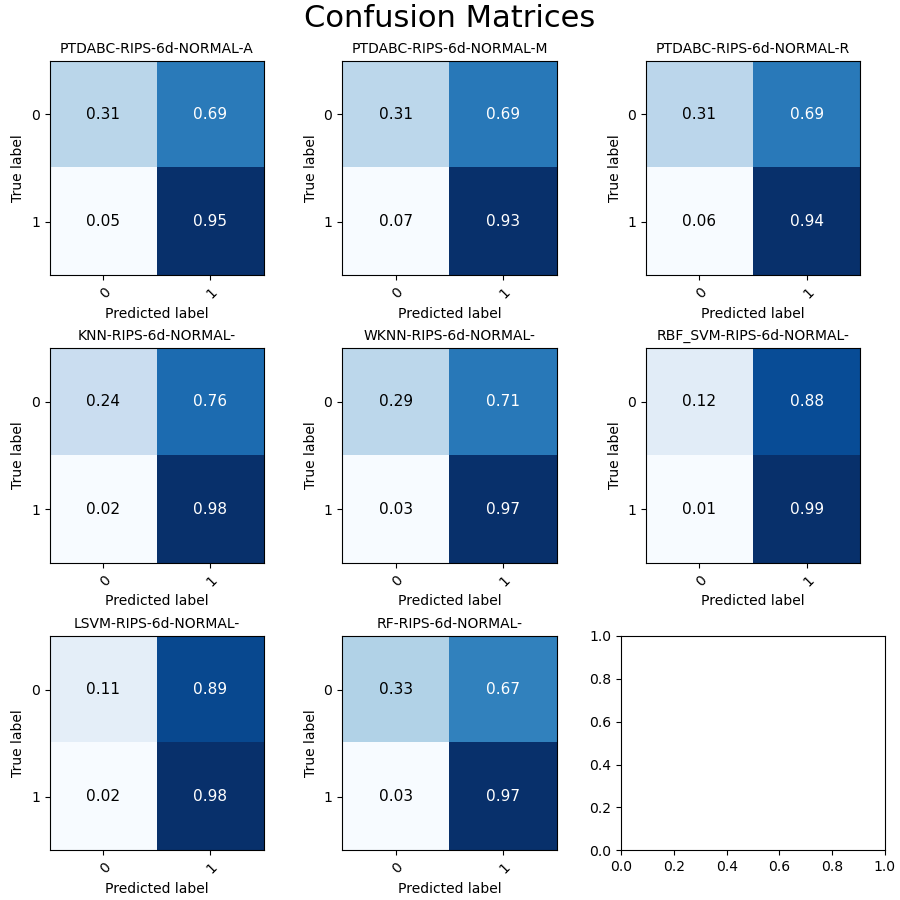 Confusion Matrices
PTDABC-RIPS-6d-NORMAL-A
0
0.31 0.69
True label
1
0.05 0.95
0 1
Predicted label
PTDABC-RIPS-6d-NORMAL-M
0
0.31 0.69
True label
1
0.07 0.93
0 1
Predicted label
PTDABC-RIPS-6d-NORMAL-R
0
0.31 0.69
True label
1
0.06 0.94
0 1
Predicted label
KNN-RIPS-6d-NORMAL-
0
0.24 0.76
True label
1
0.02 0.98
0 1
Predicted label
WKNN-RIPS-6d-NORMAL-
0
0.29 0.71
True label
1
0.03 0.97
0 1
Predicted label
RBF_SVM-RIPS-6d-NORMAL-
0
0.12 0.88
True label
1
0.01 0.99
0 1
Predicted label
LSVM-RIPS-6d-NORMAL-
0
0.11 0.89
True label
1
0.02 0.98
0 1
Predicted label
RF-RIPS-6d-NORMAL-
0
0.33 0.67
True label
1
0.03 0.97
0 1
Predicted label
1.0
0.8
0.6
0.4
0.2
0.0
0.0 0.2 0.4 0.6 0.8 1.0